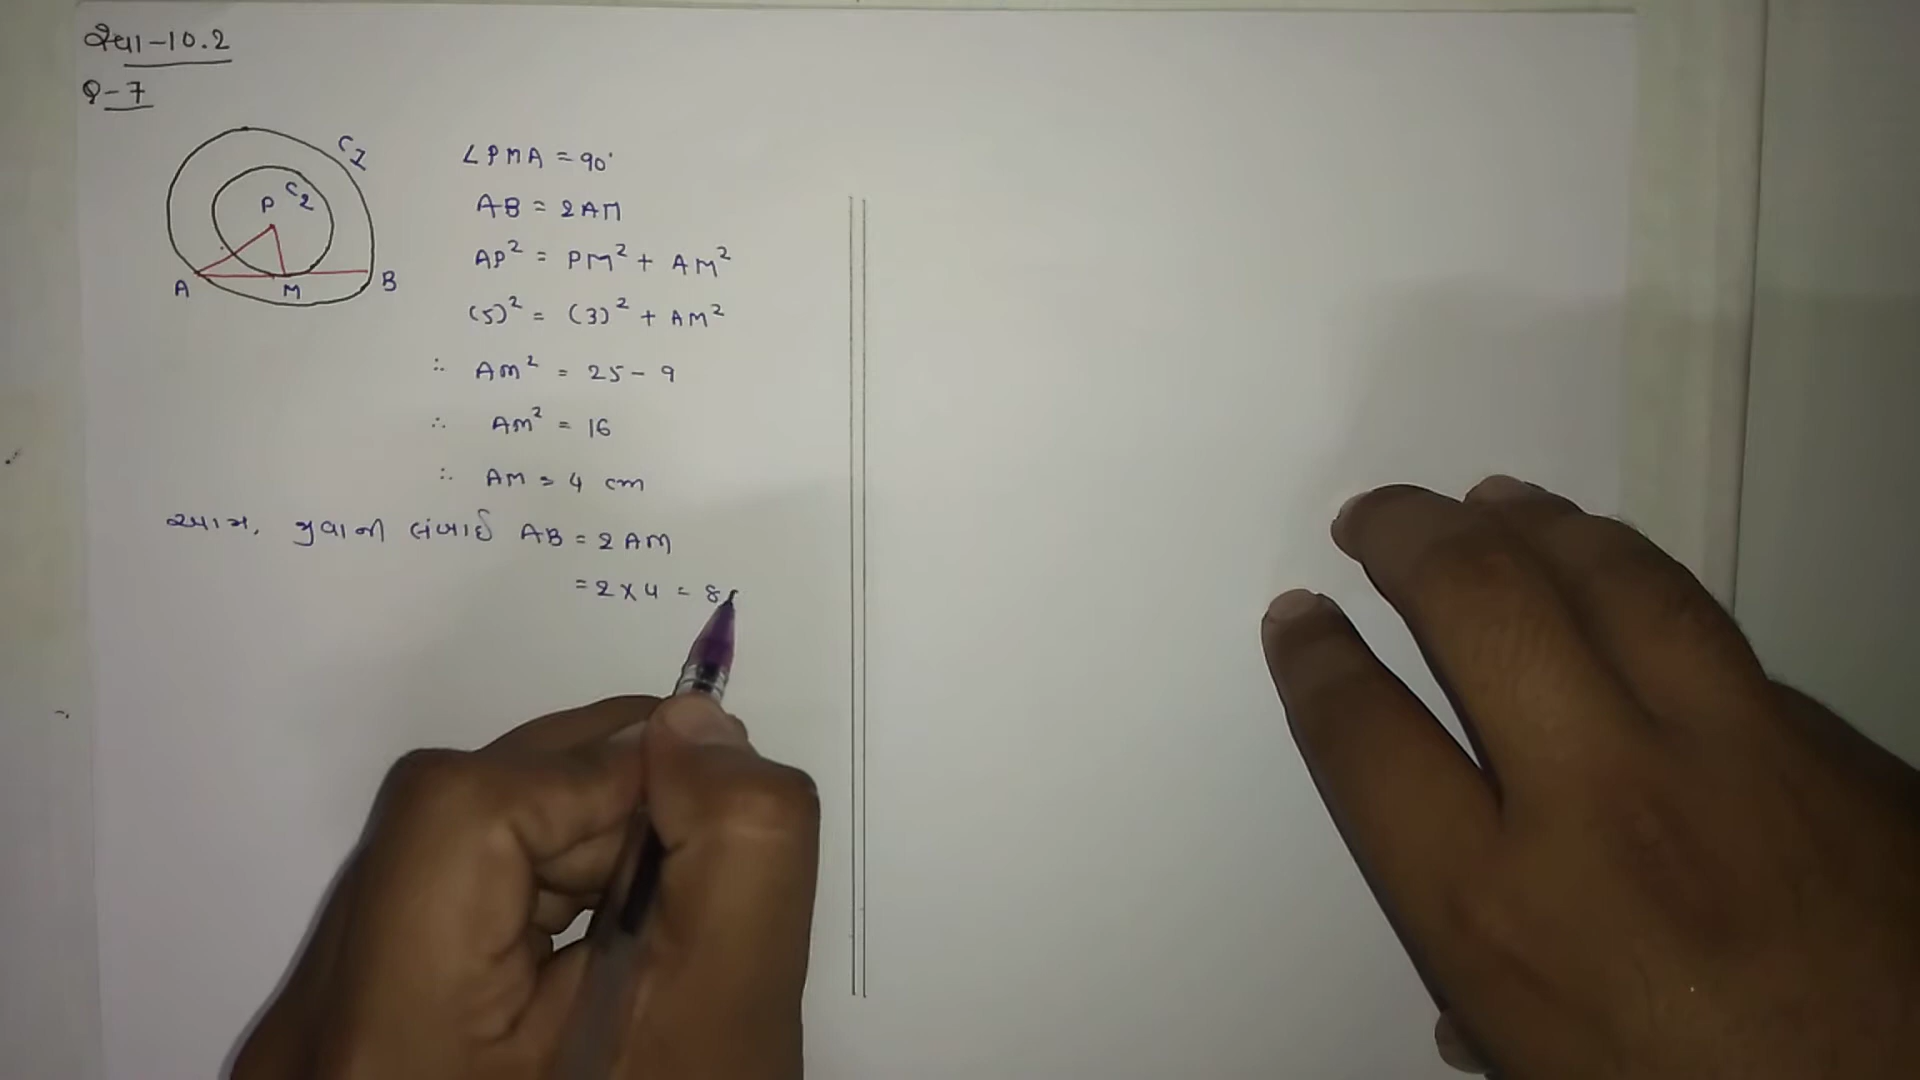 સ્વા-10.2
Q-7
C1
C2
P
A
M
B
∠PMA = 90°
AB = 2AM
AP² = PM² + AM²
(5)² = (3)² + AM²
∴ AM² = 25 - 9
∴ AM² = 16
∴ AM = 4 cm
આમ, જીવાની લંબાઈ AB = 2AM
= 2 × 4 = 8